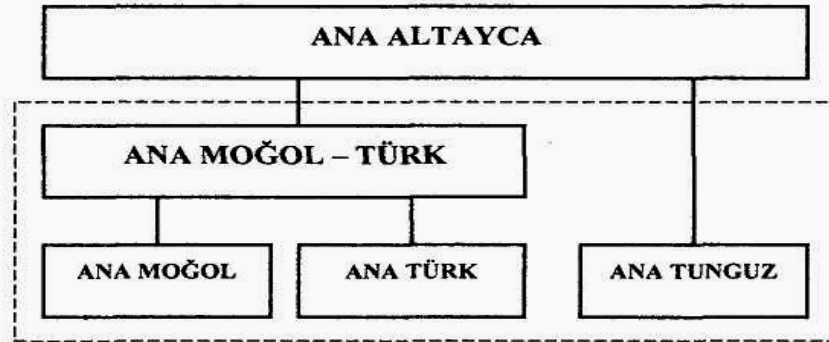 ANA ALTAYCA
ANA MOĞOL – TÜRK
ANA MOĞOL
ANA TÜRK
ANA TUNGUZ